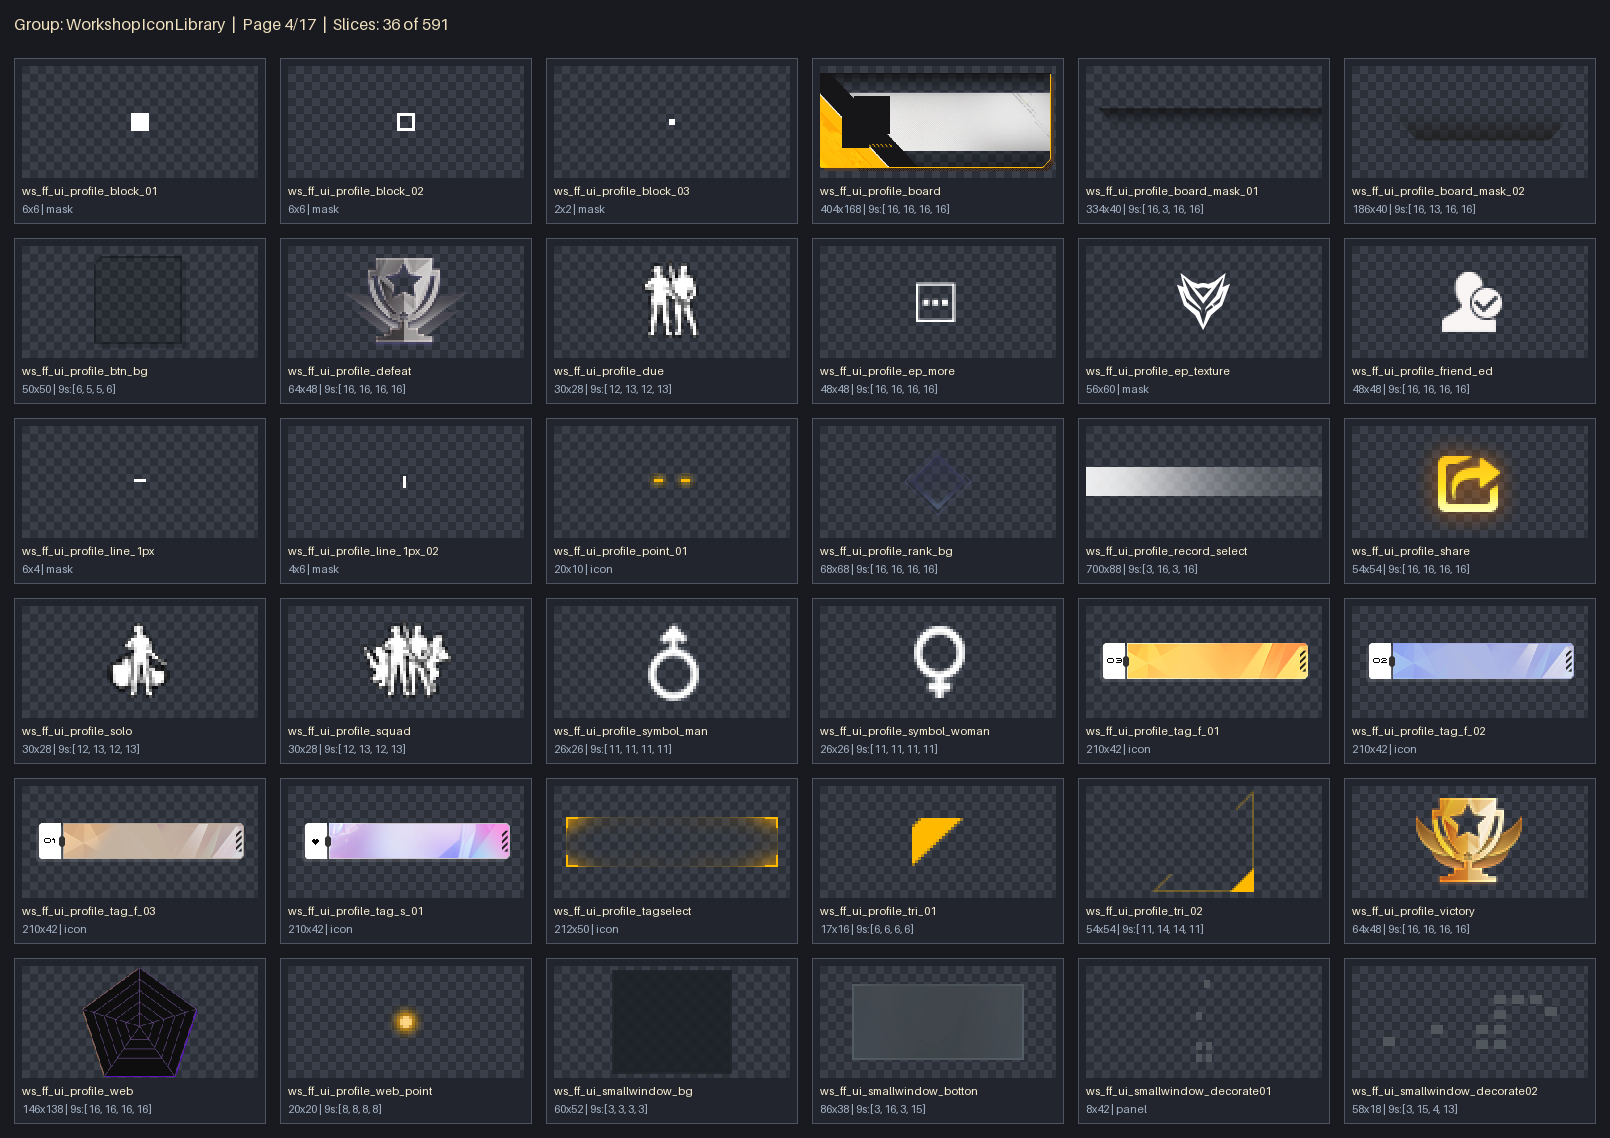 Group: WorkshopIconLibrary | Page 4/17 | Slices: 36 of 591
ws_ff_ui_profile_block_01
6x6 | mask
ws_ff_ui_profile_block_02
6x6 | mask
ws_ff_ui_profile_block_03
2x2 | mask
ws_ff_ui_profile_board
404x168 | 9s:[16, 16, 16, 16]
ws_ff_ui_profile_board_mask_01
334x40 | 9s:[16, 3, 16, 16]
ws_ff_ui_profile_board_mask_02
186x40 | 9s:[16, 13, 16, 16]
ws_ff_ui_profile_btn_bg
50x50 | 9s:[6, 5, 5, 6]
ws_ff_ui_profile_defeat
64x48 | 9s:[16, 16, 16, 16]
ws_ff_ui_profile_due
30x28 | 9s:[12, 13, 12, 13]
ws_ff_ui_profile_ep_more
48x48 | 9s:[16, 16, 16, 16]
ws_ff_ui_profile_ep_texture
56x60 | mask
ws_ff_ui_profile_friend_ed
48x48 | 9s:[16, 16, 16, 16]
ws_ff_ui_profile_line_1px
6x4 | mask
ws_ff_ui_profile_line_1px_02
4x6 | mask
ws_ff_ui_profile_point_01
20x10 | icon
ws_ff_ui_profile_rank_bg
68x68 | 9s:[16, 16, 16, 16]
ws_ff_ui_profile_record_select
700x88 | 9s:[3, 16, 3, 16]
ws_ff_ui_profile_share
54x54 | 9s:[16, 16, 16, 16]
03
02
ws_ff_ui_profile_solo
30x28 | 9s:[12, 13, 12, 13]
ws_ff_ui_profile_squad
30x28 | 9s:[12, 13, 12, 13]
ws_ff_ui_profile_symbol_man
26x26 | 9s:[11, 11, 11, 11]
ws_ff_ui_profile_symbol_woman
26x26 | 9s:[11, 11, 11, 11]
ws_ff_ui_profile_tag_f_01
210x42 | icon
ws_ff_ui_profile_tag_f_02
210x42 | icon
01
ws_ff_ui_profile_tag_f_03
210x42 | icon
ws_ff_ui_profile_tag_s_01
210x42 | icon
ws_ff_ui_profile_tagselect
212x50 | icon
ws_ff_ui_profile_tri_01
17x16 | 9s:[6, 6, 6, 6]
ws_ff_ui_profile_tri_02
54x54 | 9s:[11, 14, 14, 11]
ws_ff_ui_profile_victory
64x48 | 9s:[16, 16, 16, 16]
ws_ff_ui_profile_web
146x138 | 9s:[16, 16, 16, 16]
ws_ff_ui_profile_web_point
20x20 | 9s:[8, 8, 8, 8]
ws_ff_ui_smallwindow_bg
60x52 | 9s:[3, 3, 3, 3]
ws_ff_ui_smallwindow_botton
86x38 | 9s:[3, 16, 3, 15]
ws_ff_ui_smallwindow_decorate01
8x42 | panel
ws_ff_ui_smallwindow_decorate02
58x18 | 9s:[3, 15, 4, 13]